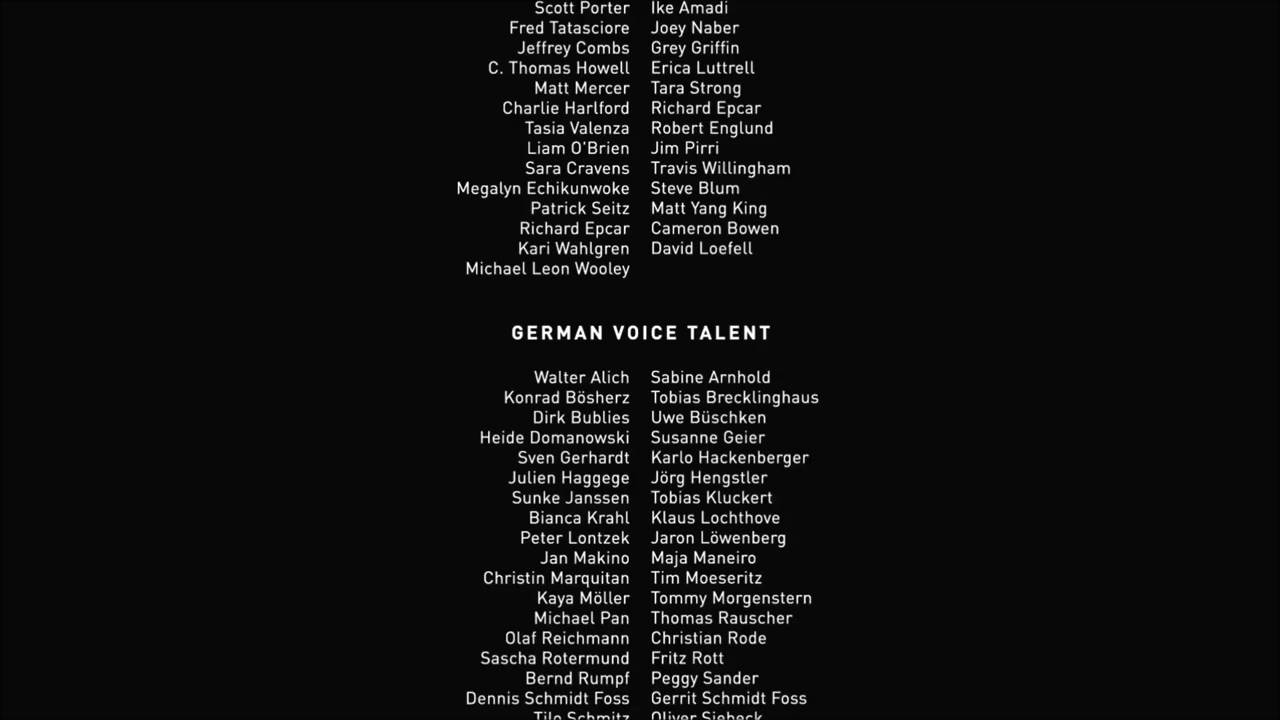 Scott Porter Ike Amadi
Fred Tatasciore Joey Naber
Jeffrey Combs Grey Griffin
C. Thomas Howell Erica Luttrell
Matt Mercer Tara Strong
Charlie Harlford Richard Epcar
Tasia Valenza Robert Englund
Liam O'Brien Jim Pirri
Sara Cravens Travis Willingham
Megalyn Echikunwoke Steve Blum
Patrick Seitz Matt Yang King
Richard Epcar Cameron Bowen
Kari Wahlgren David Loefell
Michael Leon Wooley
GERMAN VOICE TALENT
Walter Alich Sabine Arnhold
Konrad Bösherz Tobias Brecklinghaus
Dirk Bublies Uwe Büschken
Heide Domanowski Susanne Geier
Sven Gerhardt Karlo Hackenberger
Julien Haggege Jörg Hengstler
Sunke Janssen Tobias Kluckert
Bianca Krahl Klaus Lochthove
Peter Lontzek Jaron Löwenberg
Jan Makino Maja Maneiro
Christin Marquitan Tim Moeseritz
Kaya Möller Tommy Morgenstern
Michael Pan Thomas Rauscher
Olaf Reichmann Christian Rode
Sascha Rotermund Fritz Rott
Bernd Rumpf Peggy Sander
Dennis Schmidt Foss Gerrit Schmidt Foss
Tilo Schmitz Oliver Siebeck